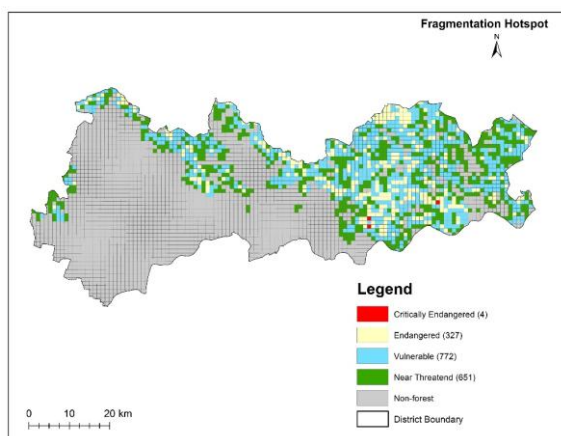 Fragmentation Hotspot
N
Legend
Critically Endangered (4)
Endangered (327)
Vulnerable (772)
Near Threatend (651)
Non-forest
District Boundary
0 10 20 km